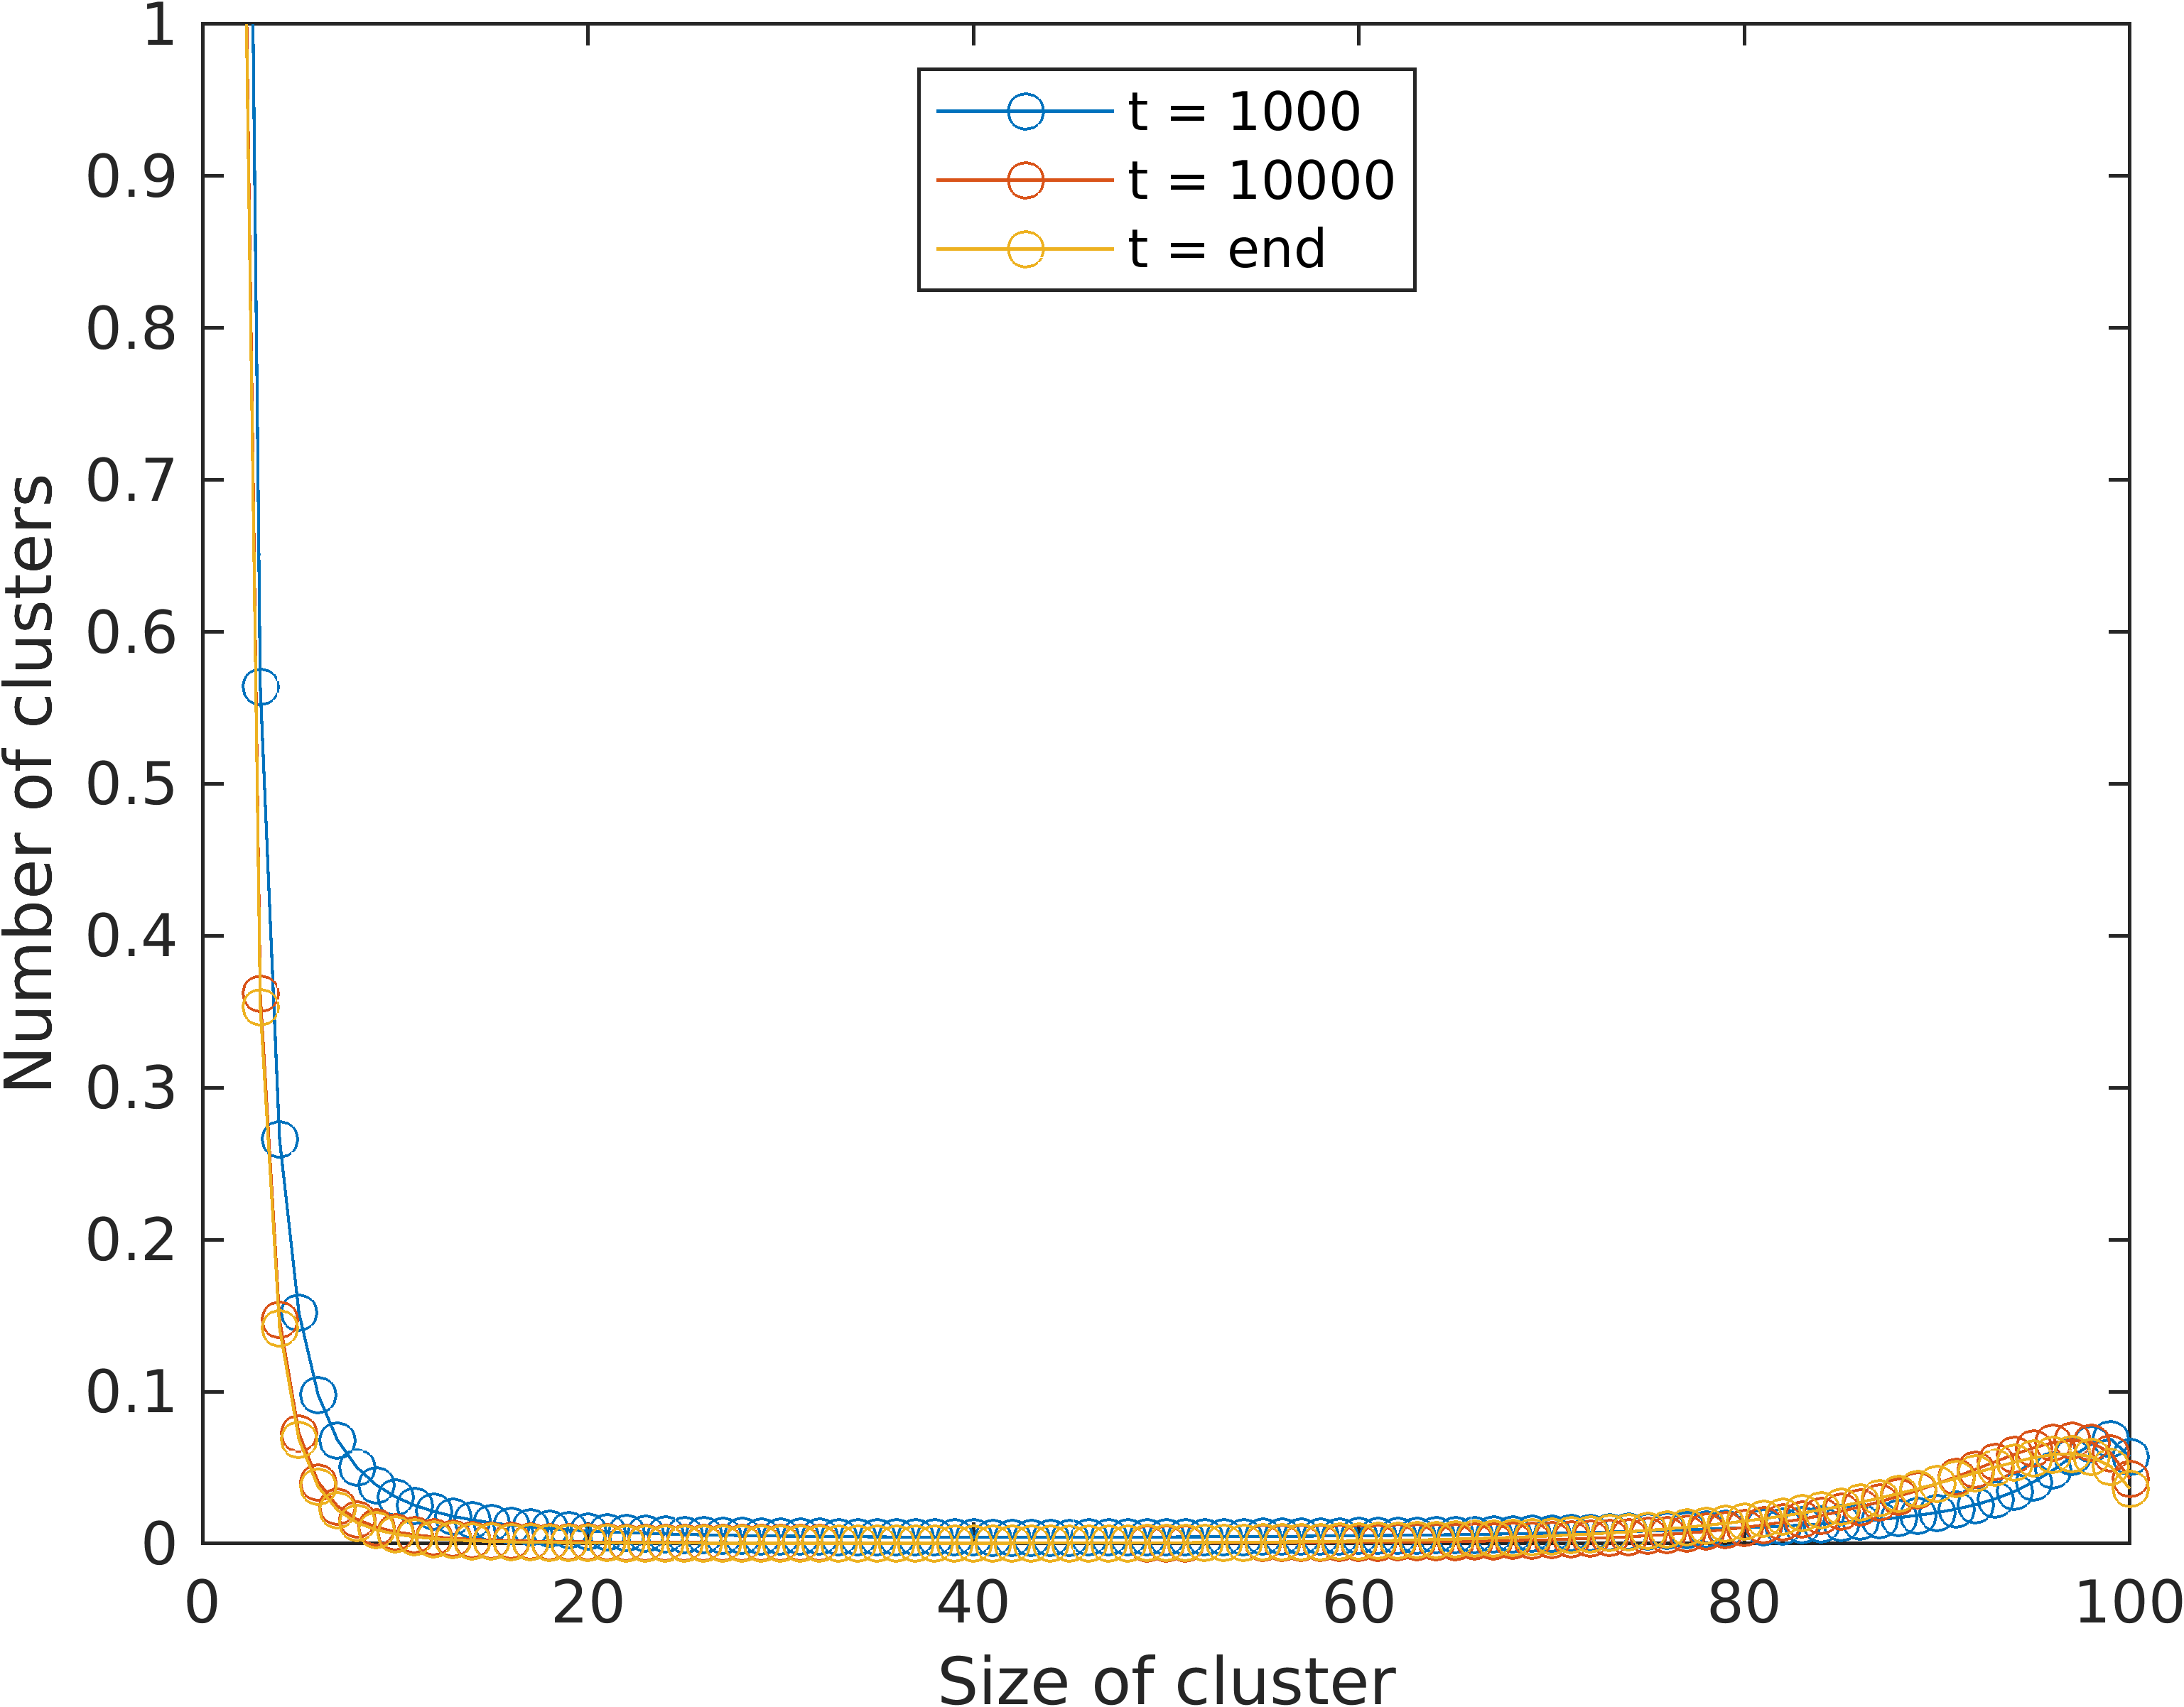 1
0.9
0.8
0.7
0.6
0.5
0.4
0.3
0.2
0.1
0
Number of clusters
t = 1000
t = 10000
t = end
0 20 40 60 80 100
Size of cluster